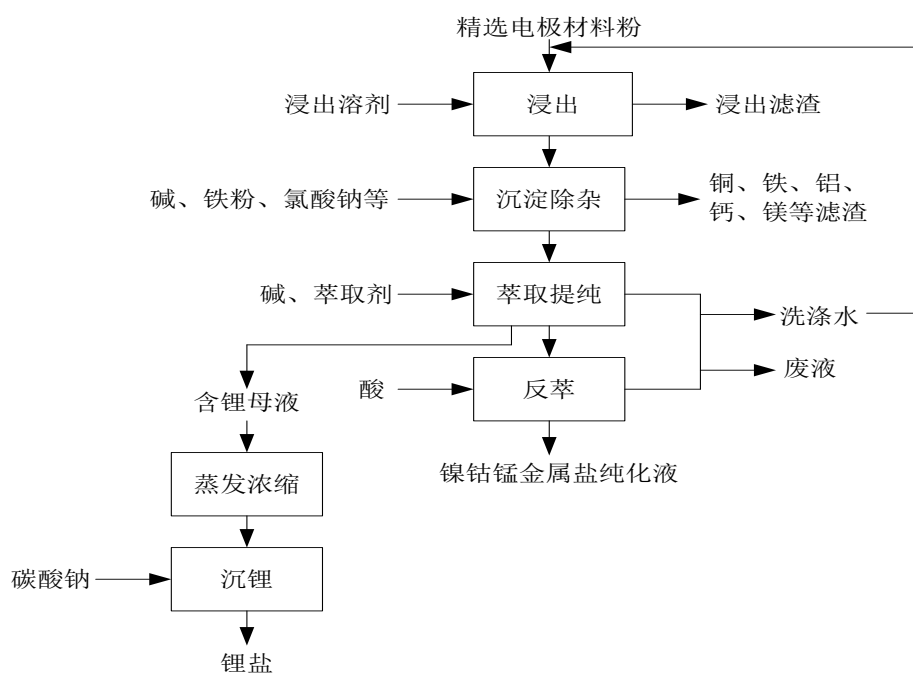 精选电极材料粉
浸出溶剂
浸出
浸出滤渣
碱、铁粉、氯酸钠等
沉淀除杂
铜、铁、铝、
钙、镁等滤渣
碱、萃取剂
萃取提纯
洗涤水
酸
反萃
废液
含锂母液
镍钴锰金属盐纯化液
蒸发浓缩
碳酸钠
沉锂
锂盐